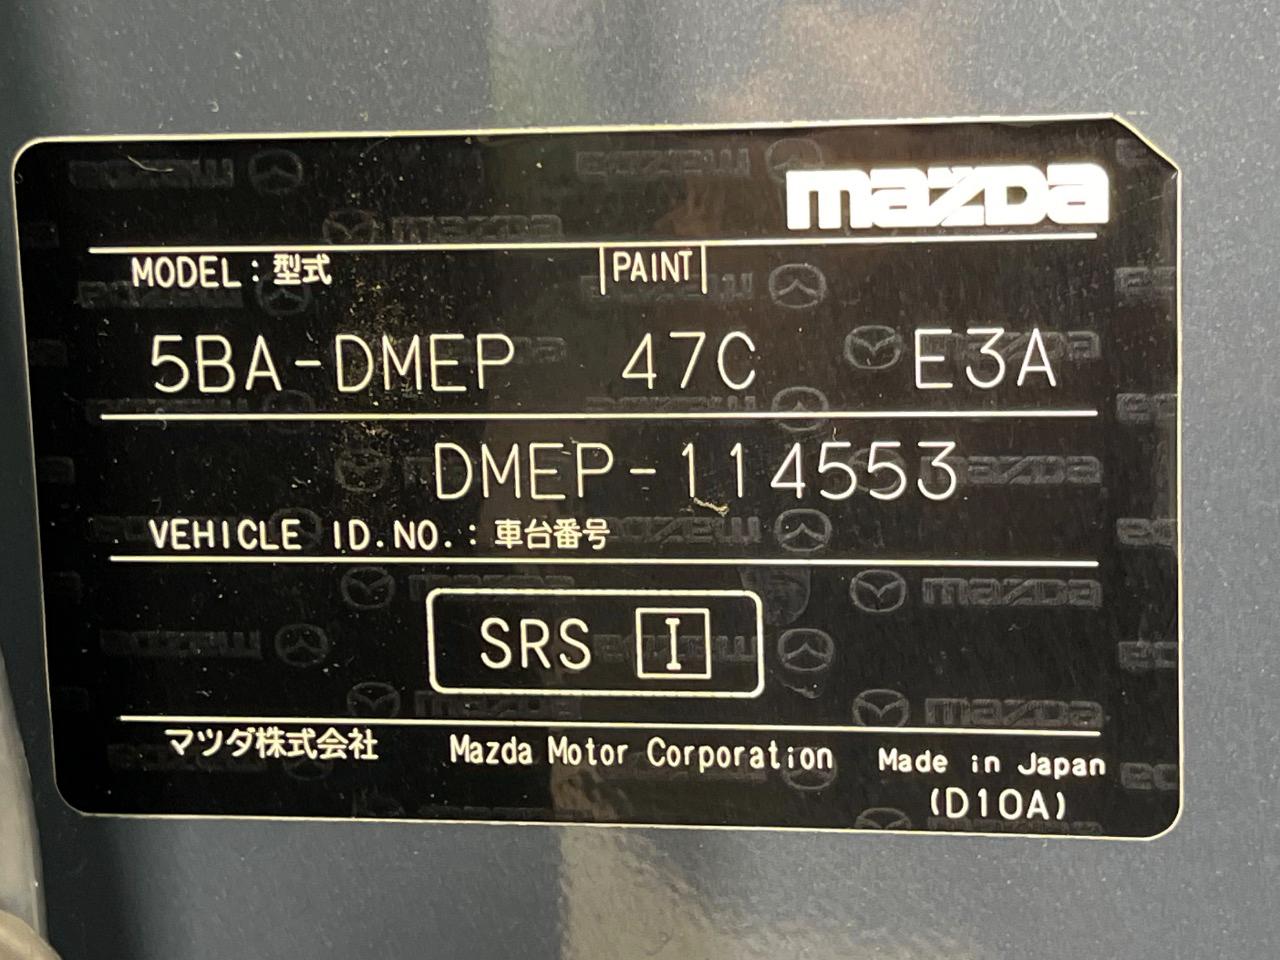 mazda
MODEL : 型式 PAINT
5BA-DMEP 47C E3A
DMEP-114553
VEHICLE ID.NO. : 車台番号
SRS I
マツダ株式会社 Mazda Motor Corporation Made in Japan
(D10A)